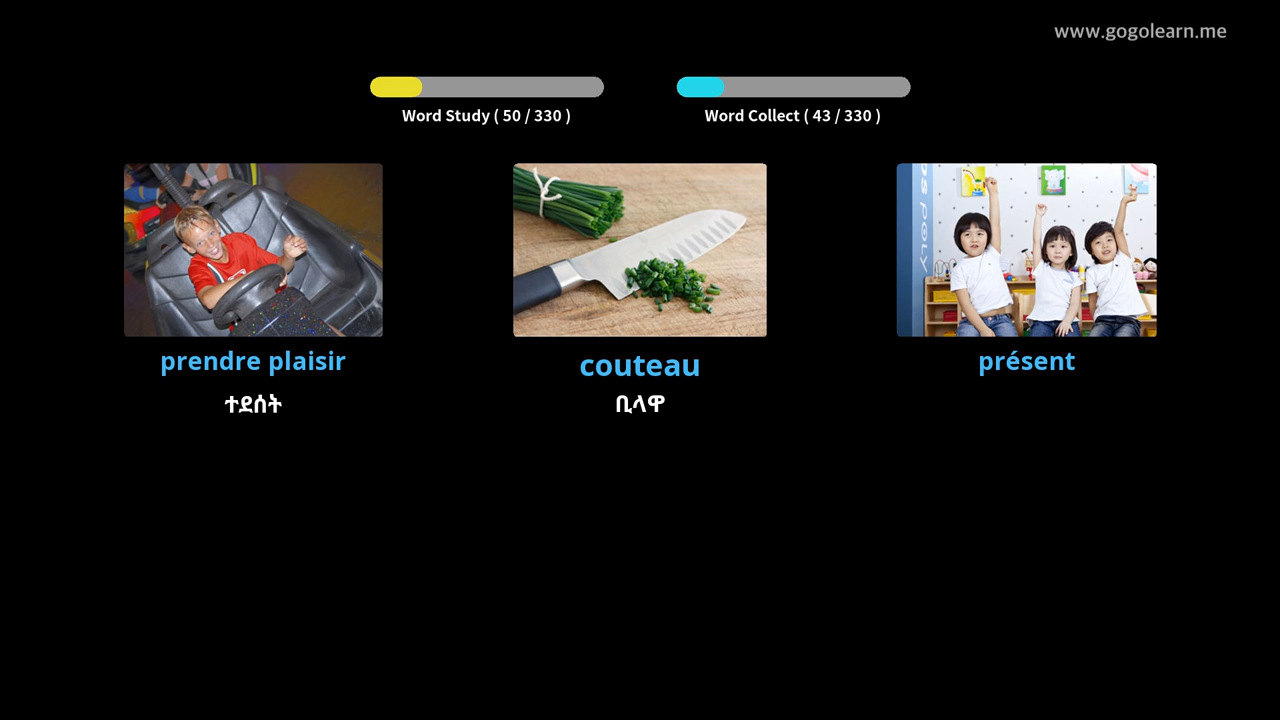 www.gogolearn.me
Word Study ( 50 / 330 )
Word Collect ( 43 / 330 )
prendre plaisir
couteau
présent
ተደሰት
ቢላዋ